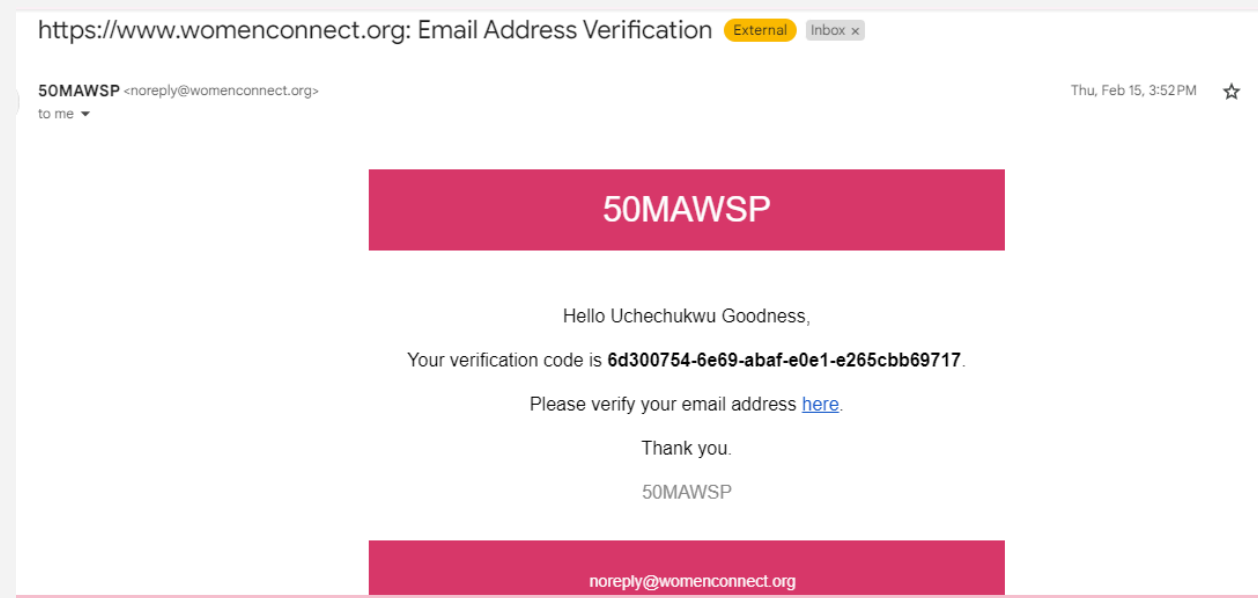 https://www.womenconnect.org: Email Address Verification External Inbox x
50MAWSP <noreply@womenconnect.org> Thu, Feb 15, 3:52 PM
to me
50MAWSP
Hello Uchechukwu Goodness,
Your verification code is 6d300754-6e69-abaf-e0e1-e265cbb69717.
Please verify your email address here.
Thank you.
50MAWSP
noreply@womenconnect.org